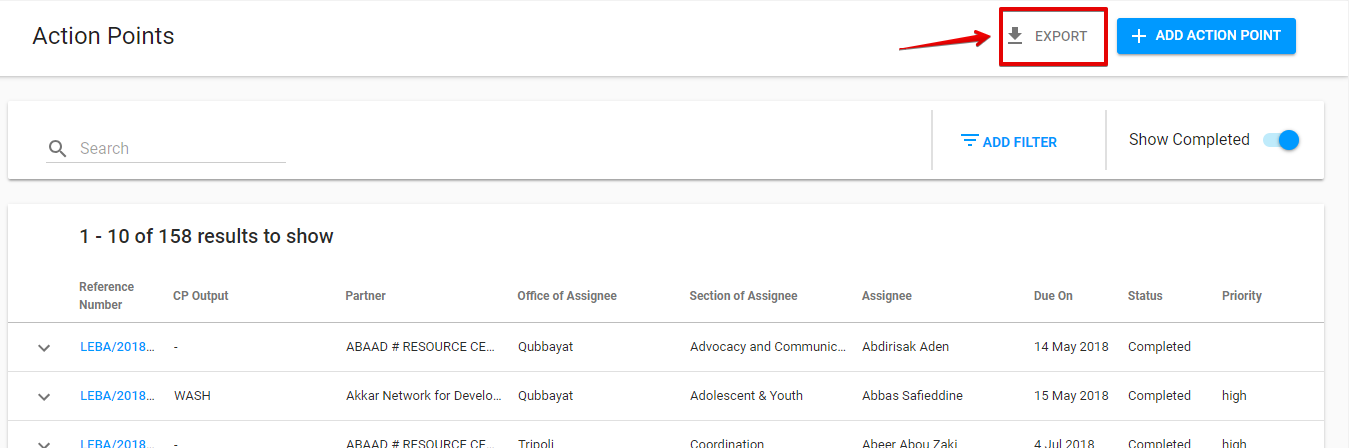 Action Points
EXPORT
ADD ACTION POINT
Search
ADD FILTER
Show Completed
1 - 10 of 158 results to show
Reference
Number
CP Output
Partner
Office of Assignee
Section of Assignee
Assignee
Due On
Status
Priority
LEBA/2018... - ABAAD # RESOURCE CE... Qubbayat Advocacy and Communic... Abdirisak Aden 14 May 2018 Completed
LEBA/2018... WASH Akkar Network for Develo... Qubbayat Adolescent & Youth Abbas Safieddine 15 May 2018 Completed high
LEBA/2018... - ABAAD # RESOURCE CE... Tripoli Coordination Abeer Abou Zaki 4 Jul 2018 Completed high